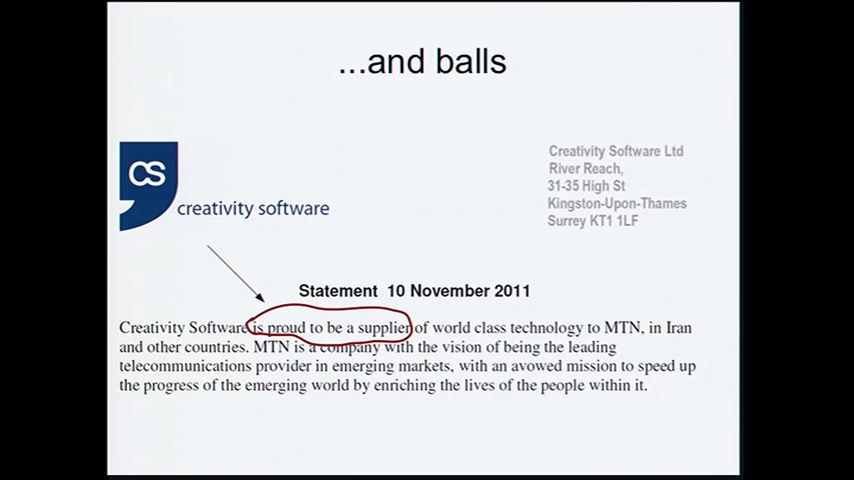 ...and balls
cs
creativity software
Creativity Software Ltd
River Reach,
31-35 High St
Kingston-Upon-Thames
Surrey KT1 1LF
Statement 10 November 2011
Creativity Software is proud to be a supplier of world class technology to MTN, in Iran
and other countries. MTN is a company with the vision of being the leading
telecommunications provider in emerging markets, with an avowed mission to speed up
the progress of the emerging world by enriching the lives of the people within it.